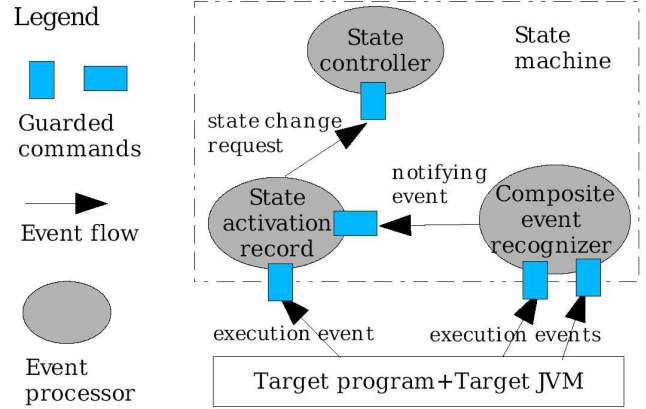 Legend
Guarded
commands
Event flow
Event
processor
State
controller
State
machine
state change
request
notifying
event
State
activation
record
Composite
event
recognizer
execution event
execution events
Target program+Target JVM